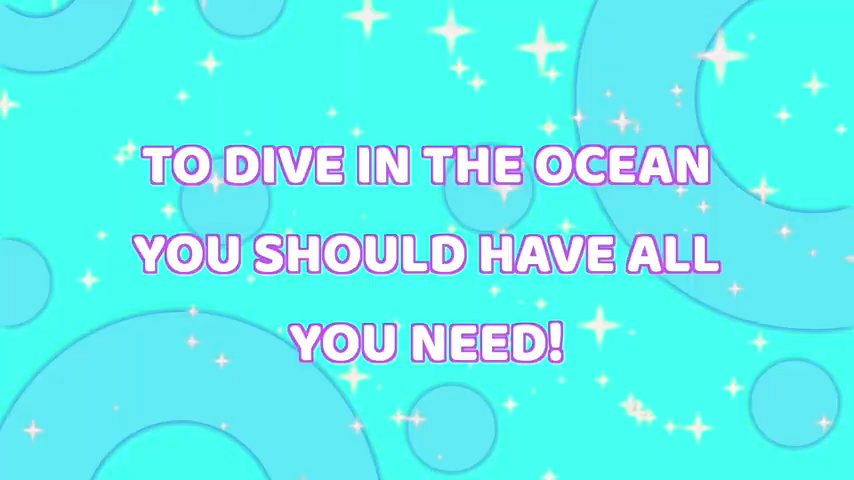 TO DIVE IN THE OCEAN
YOU SHOULD HAVE ALL
YOU NEED!